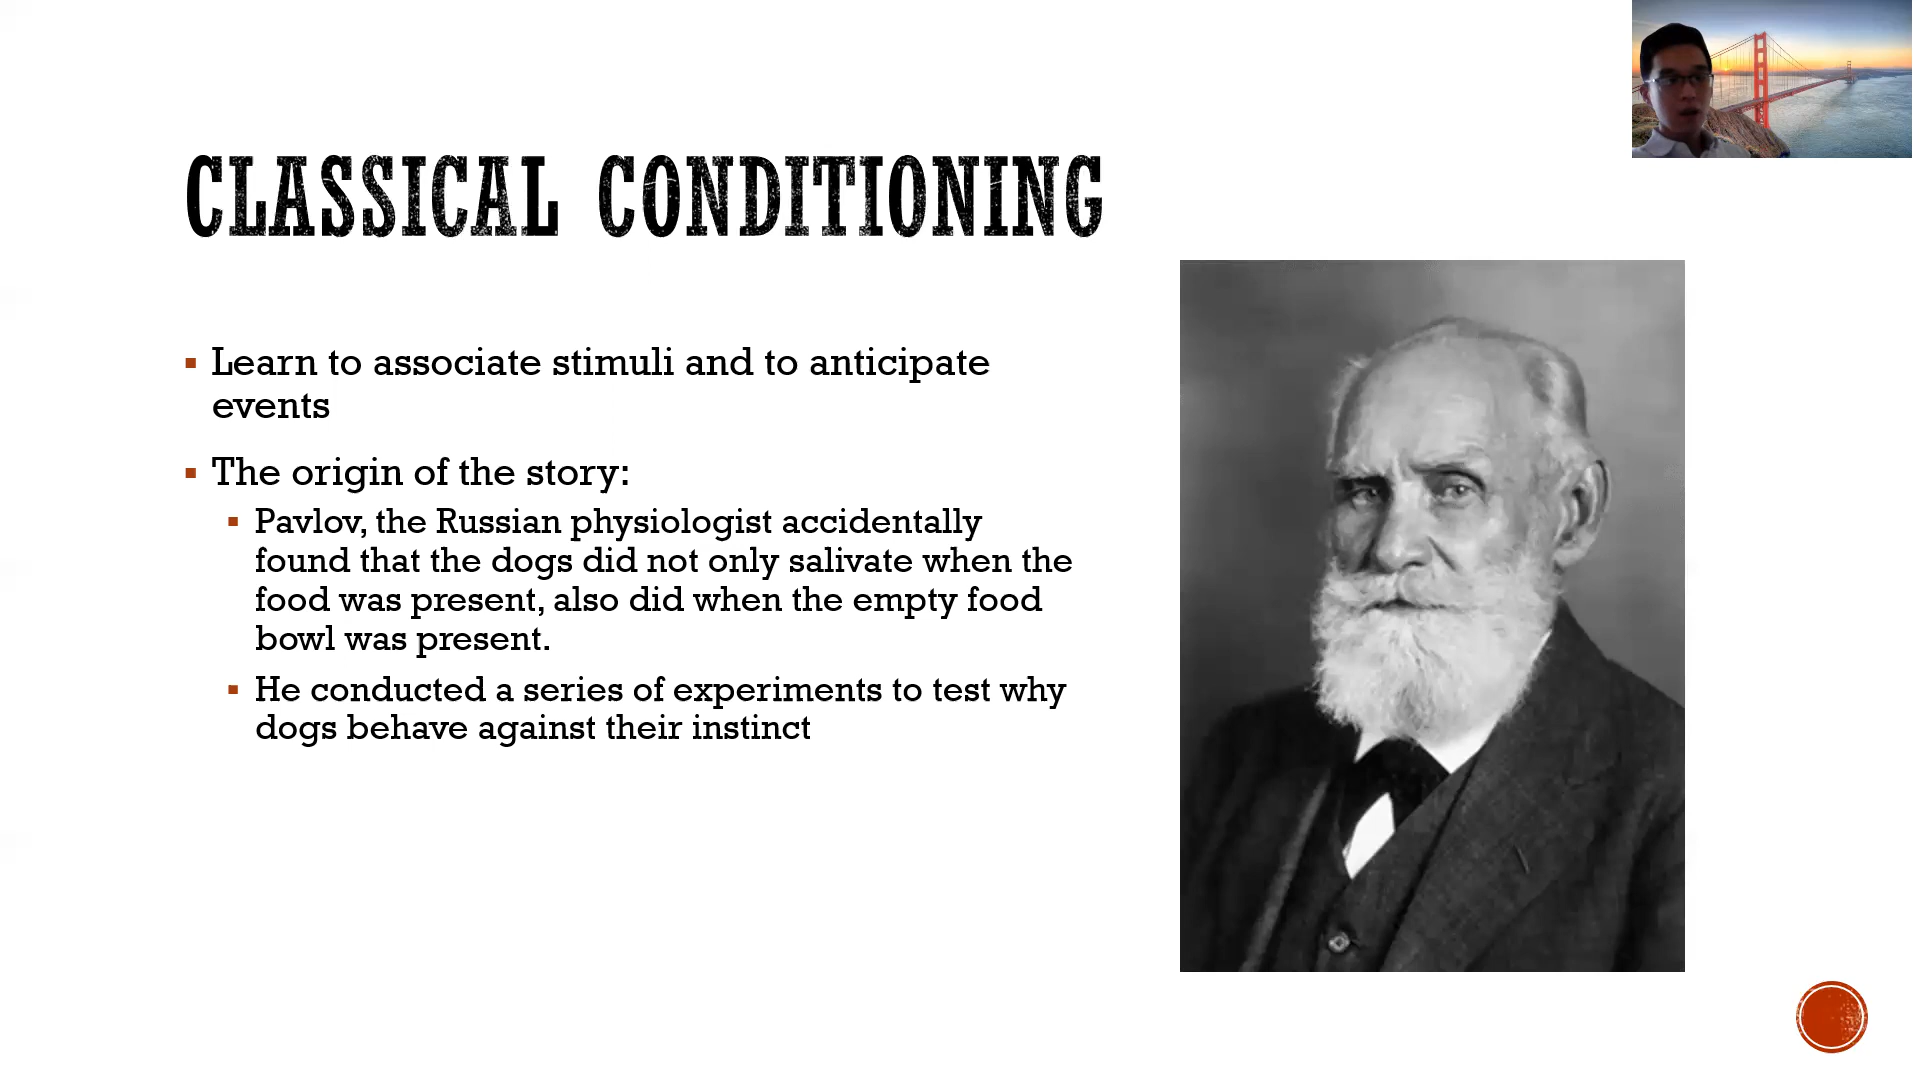 CLASSICAL CONDITIONING
Learn to associate stimuli and to anticipate
events
The origin of the story:
Pavlov, the Russian physiologist accidentally
found that the dogs did not only salivate when the
food was present, also did when the empty food
bowl was present.
He conducted a series of experiments to test why
dogs behave against their instinct